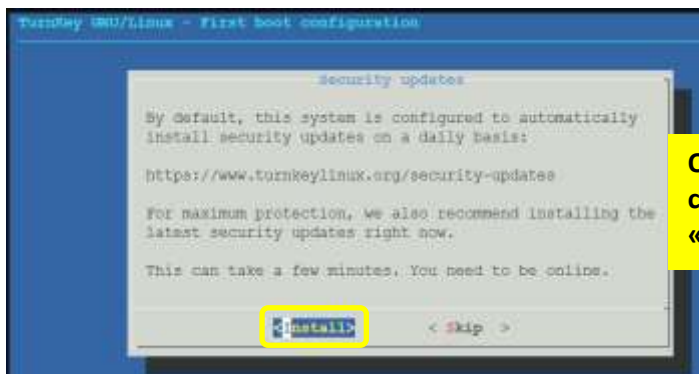 TurnKey GNU/Linux - First boot configuration
Security updates
By default, this system is configured to automatically
install security updates on a daily basis:
https://www.turnkeylinux.org/security-updates
For maximum protection, we also recommend installing the
latest security updates right now.
This can take a few minutes. You need to be online.
<Install> < Skip >
«